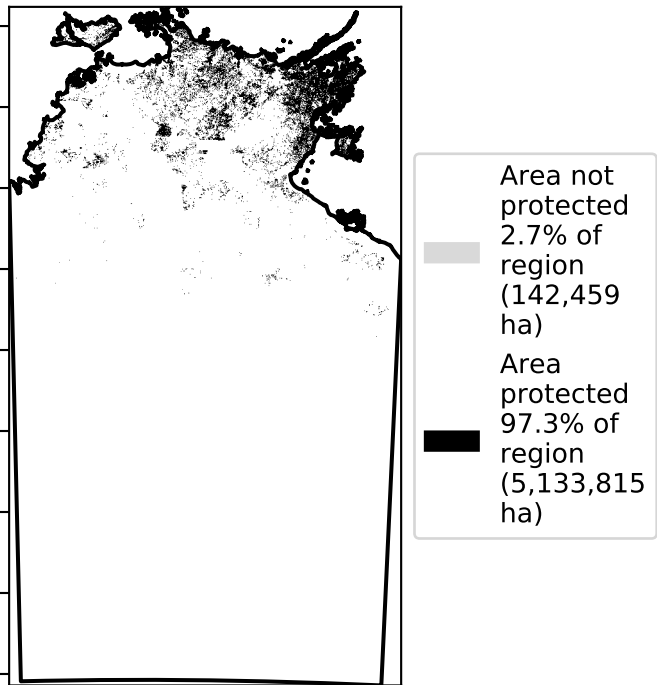 Area not
protected
2.7% of
region
(142,459
ha)
Area
protected
97.3% of
region
(5,133,815
ha)